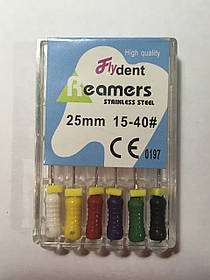 High quality
Flydent
Reamers
STAINLESS STEEL
25mm 15-40#
CE 0197